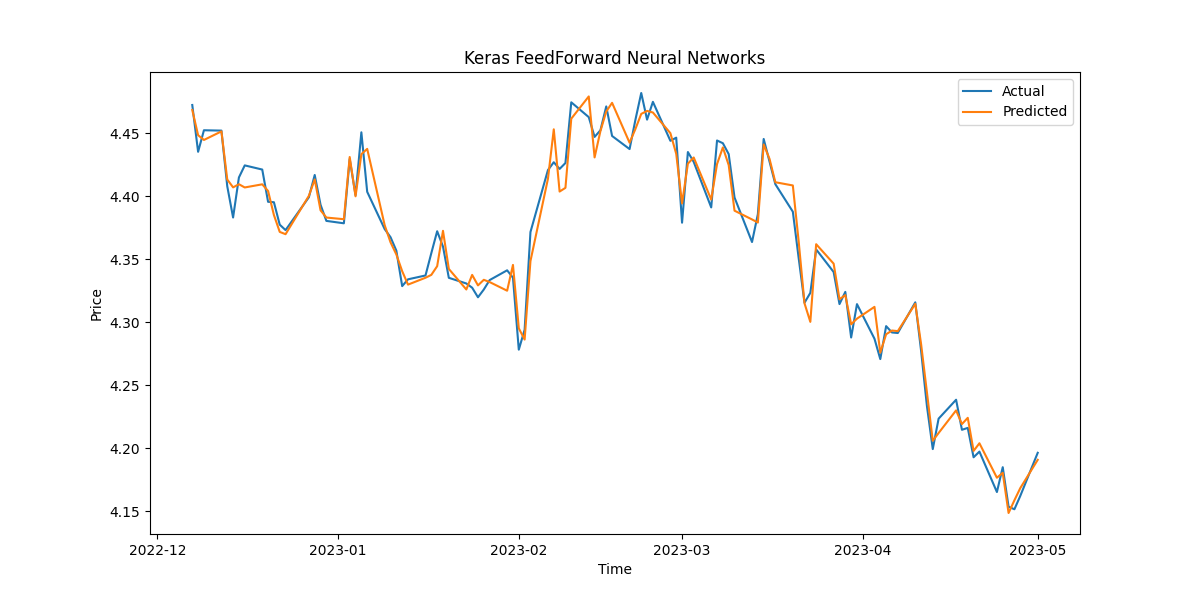 Keras FeedForward Neural Networks
Actual
Predicted
Price
4.45
4.40
4.35
4.30
4.25
4.20
4.15
2022-12 2023-01 2023-02 2023-03 2023-04 2023-05
Time